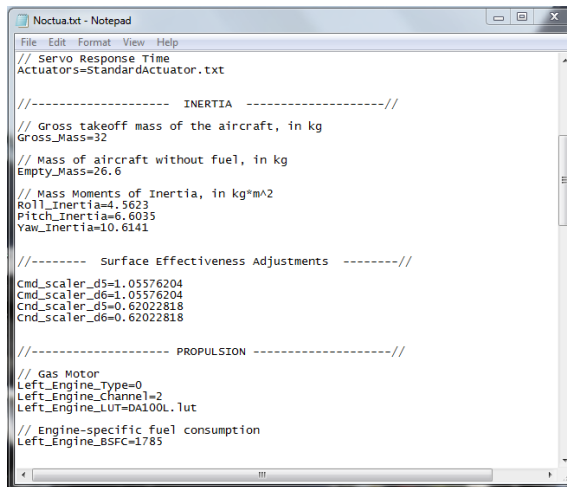 Noctua.txt - Notepad
File Edit Format View Help
// Servo Response Time
Actuators=StandardActuator.txt
//-------------------- INERTIA --------------------//
// Gross takeoff mass of the aircraft, in kg
Gross_Mass=32
// Mass of aircraft without fuel, in kg
Empty_Mass=26.6
// Mass Moments of Inertia, in kg*m^2
Roll_Inertia=4.5623
Pitch_Inertia=6.6035
Yaw_Inertia=10.6141
//-------- Surface Effectiveness Adjustments --------//
Cmd_scaler_d5=1.05576204
Cmd_scaler_d6=1.05576204
Cnd_scaler_d5=0.62022818
Cnd_scaler_d6=0.62022818
//-------------------- PROPULSION --------------------//
// Gas Motor
Left_Engine_Type=0
Left_Engine_Channel=2
Left_Engine_LUT=DA100L.lut
// Engine-specific fuel consumption
Left_Engine_BSFC=1785